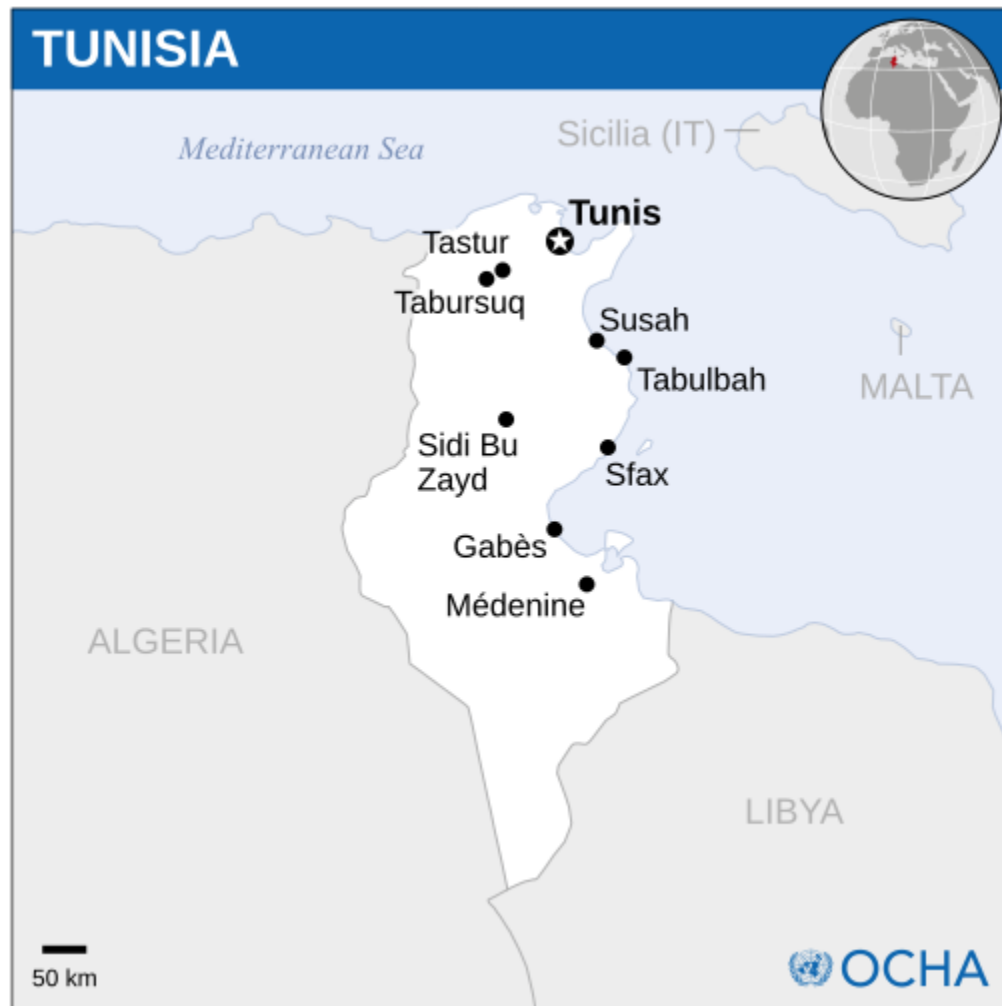 TUNISIA
Mediterranean Sea
Sicilia (IT)
Tunis
Tastur
Tabursuq
Susah
Tabulbah
MALTA
Sidi Bu
Zayd
Sfax
Gabès
Médenine
ALGERIA
LIBYA
50 km
OCHA